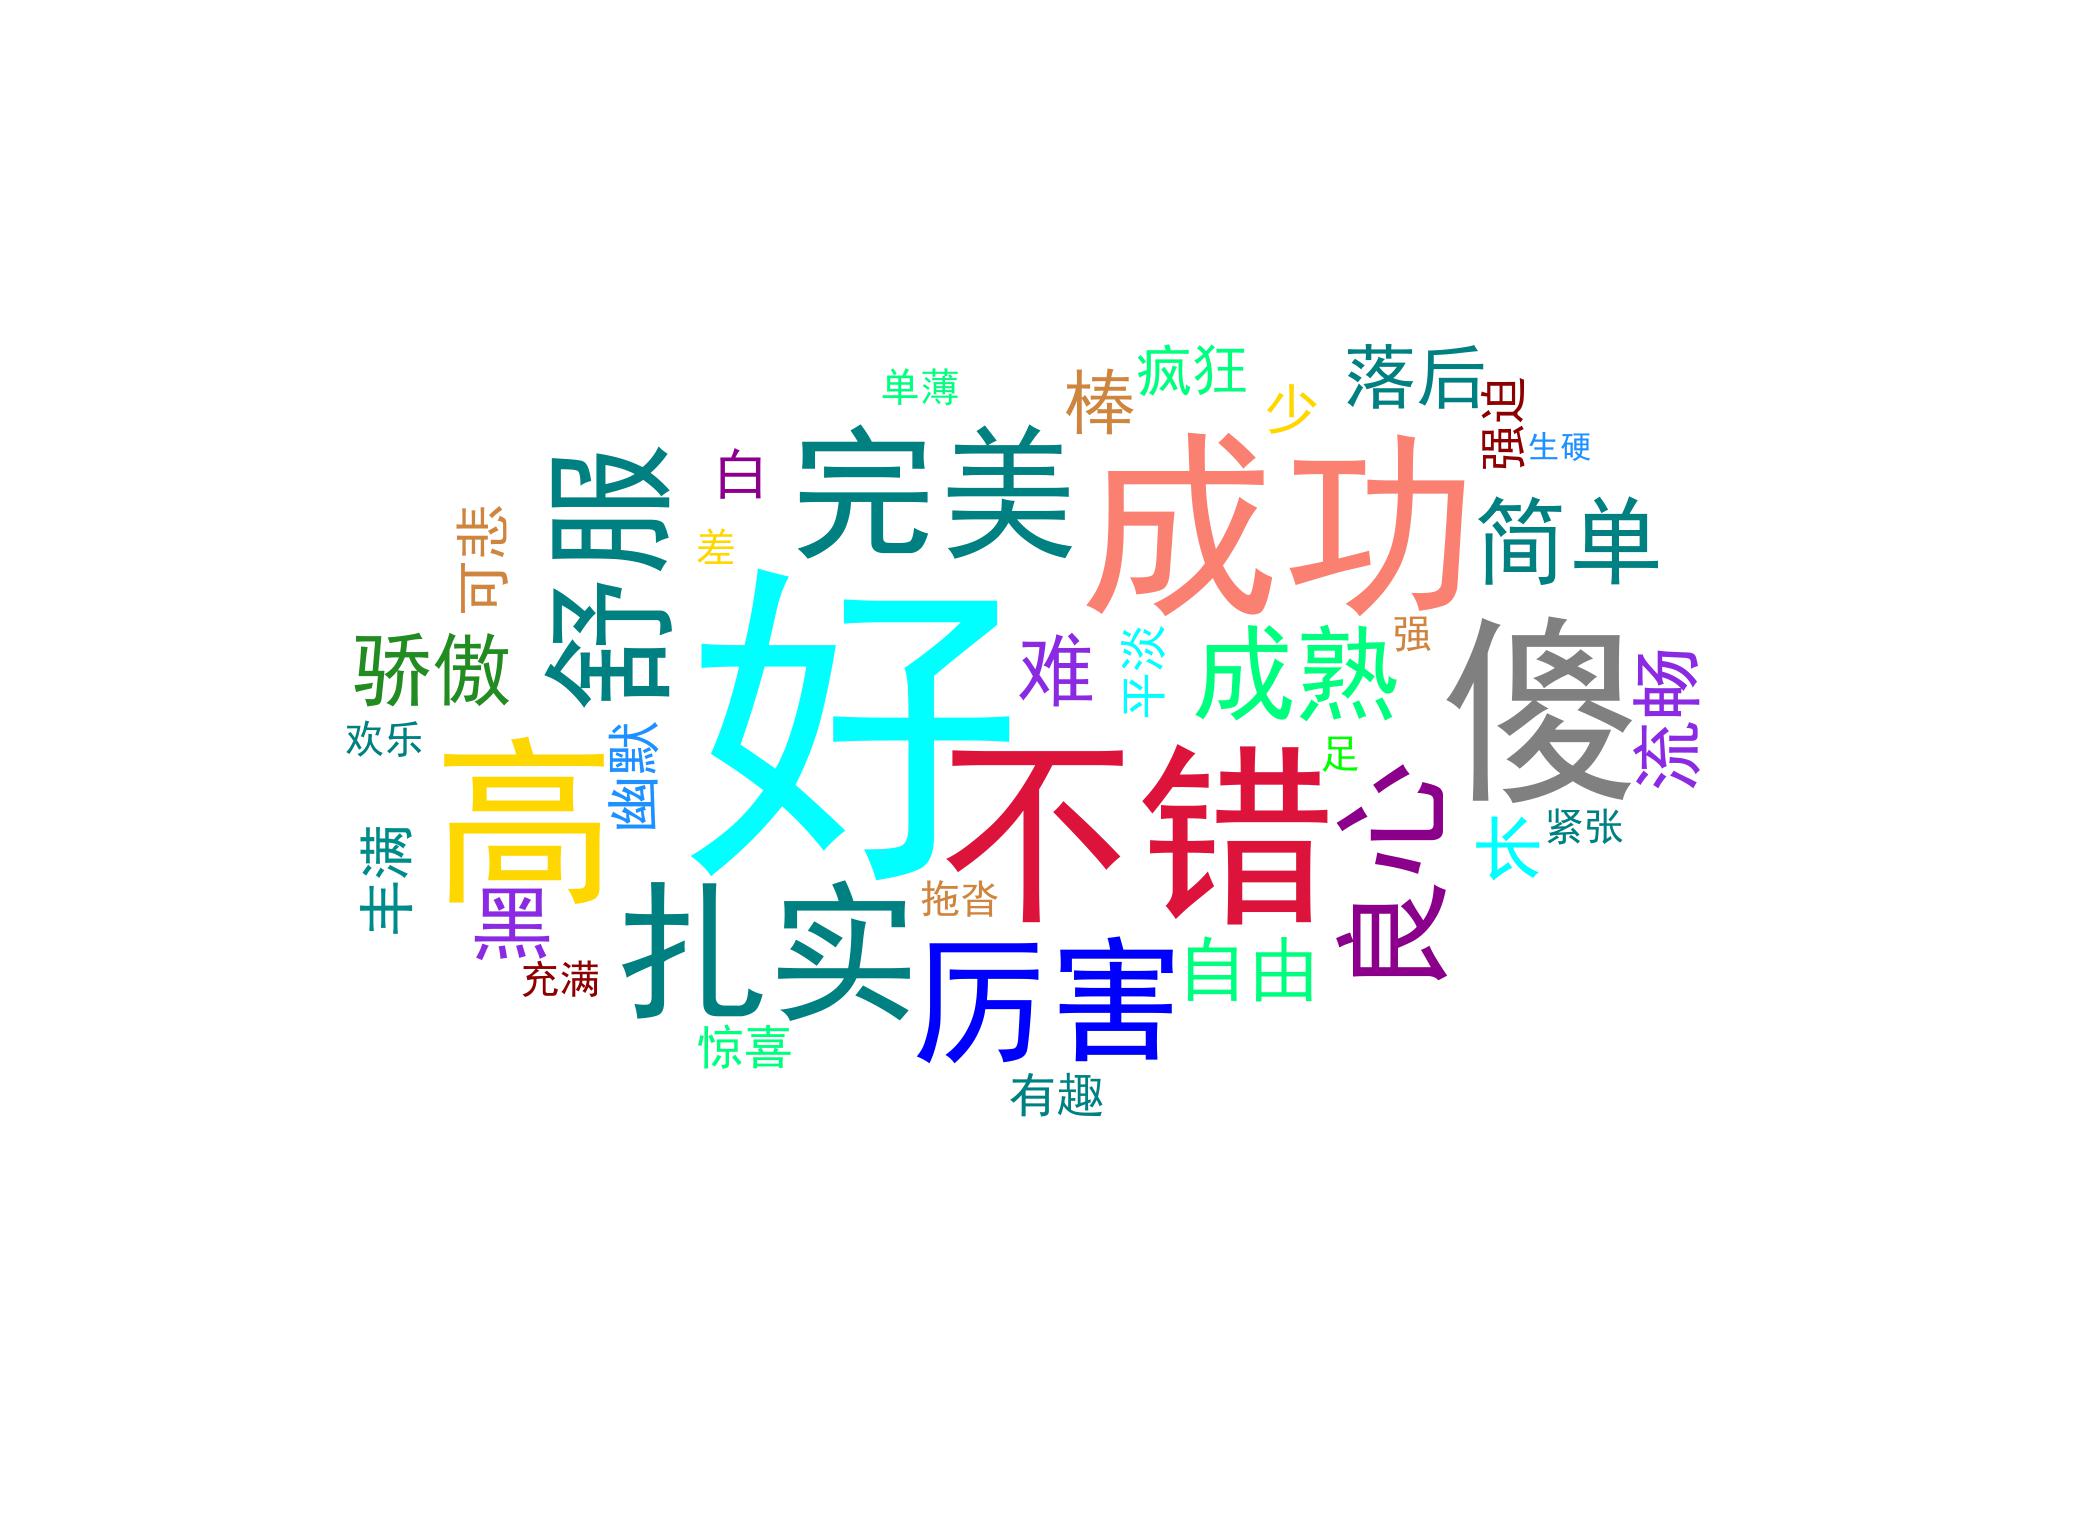 疯狂
落后
单薄
棒
强迫
少
完美
成功
生硬
白
舒服
简单
可悲
差
好
强
傻
骄傲
难
平淡
成熟
流畅
欢乐
幽默
足
高
不错
良心
长
紧张
丰满
黑
扎实
拖沓
厉害
自由
充满
惊喜
有趣